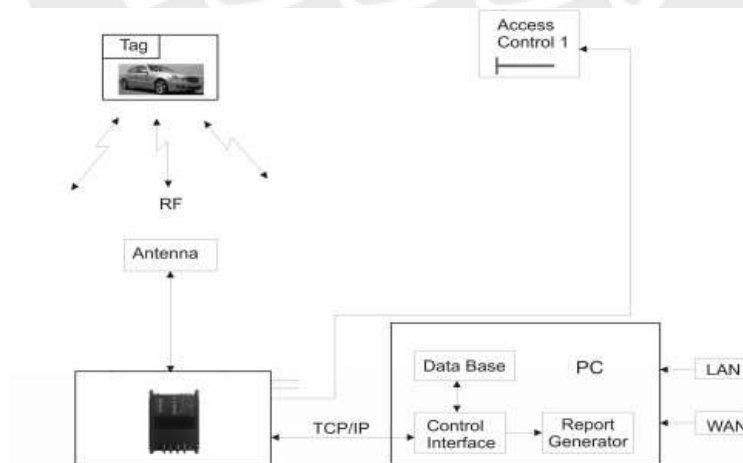 Tag
Access
Control 1
RF
Antenna
Data Base
PC
LAN
TCP/IP
Control
Interface
Report
Generator
WAN